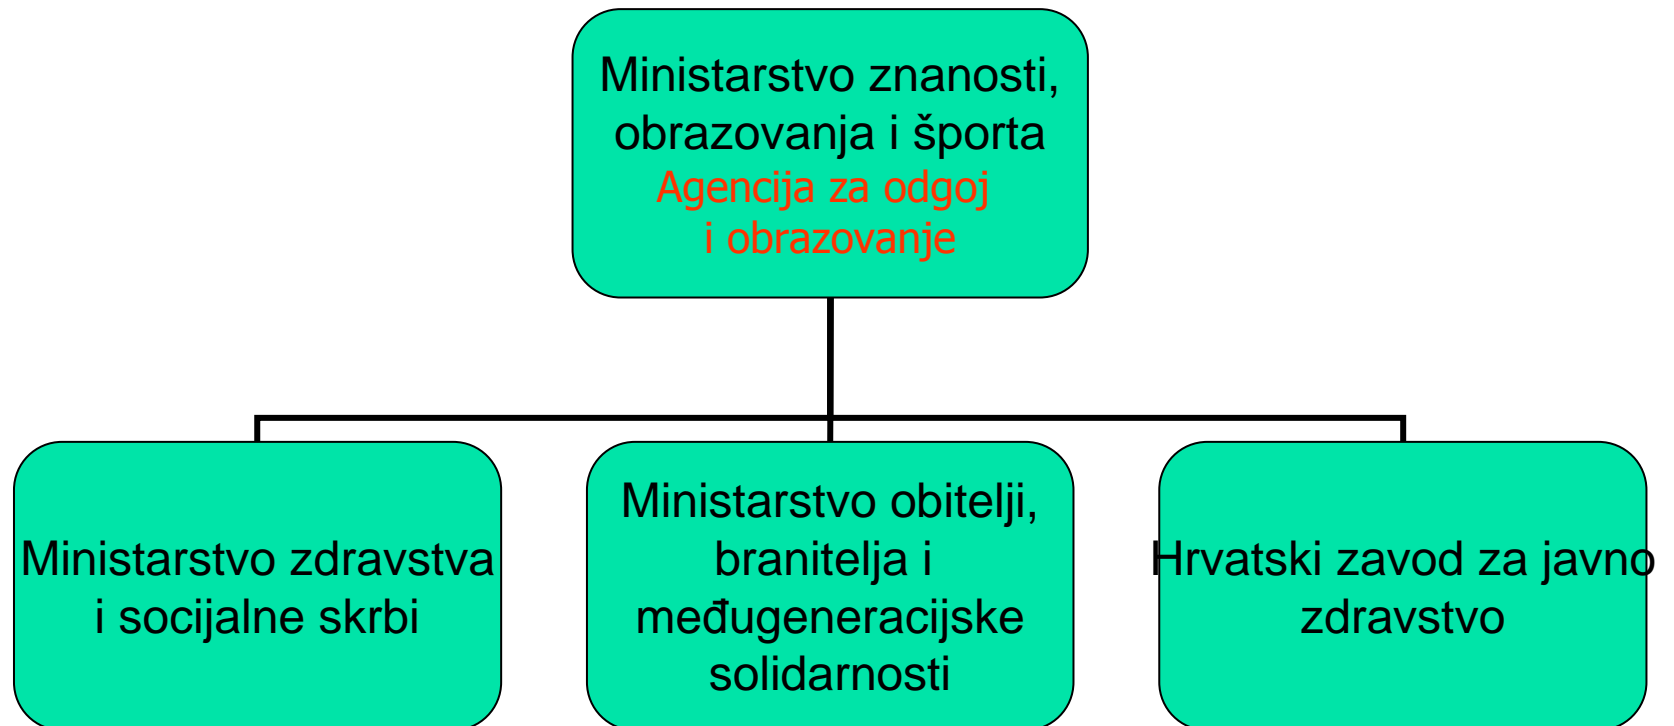 Ministarstvo znanosti,
obrazovanja i športa
Agencija za odgoj
i obrazovanje
Ministarstvo zdravstva
i socijalne skrbi
Ministarstvo obitelji,
branitelja i
međugeneracijske
solidarnosti
Hrvatski zavod za javno
zdravstvo